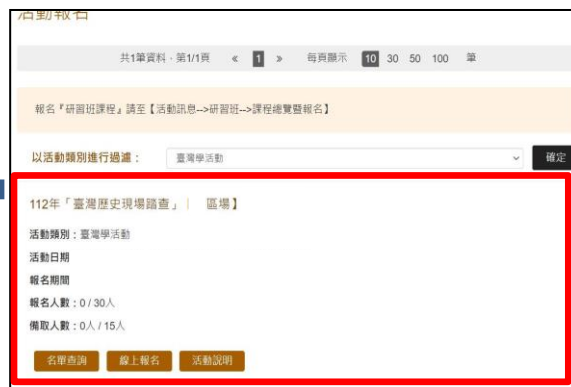 活動報名
共1筆資料，第1/1頁 « 1 » 每頁顯示 10 30 50 100 筆
報名『研習班課程』請至【活動訊息-->研習班-->課程總覽暨報名】
以活動類別進行過濾： 臺灣學活動 確定
112年「臺灣歷史現場踏查」｜ 區場】
活動類別：臺灣學活動
活動日期
報名期間
報名人數：0 / 30人
備取人數：0人 / 15人
名單查詢 線上報名 活動說明